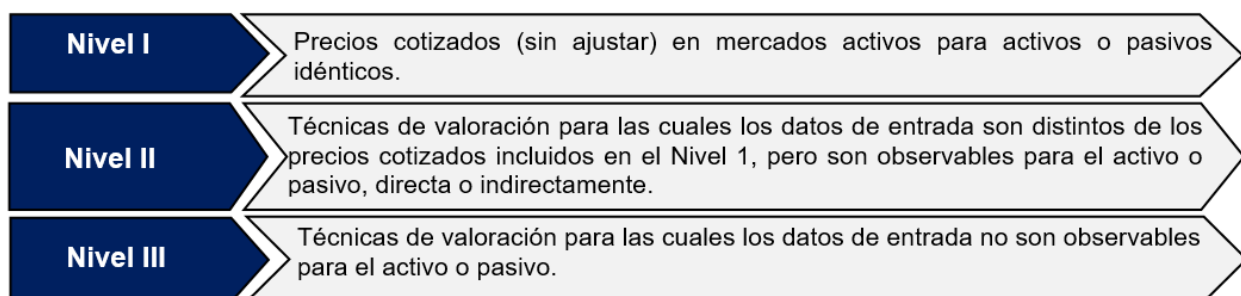 Nivel I
Precios cotizados (sin ajustar) en mercados activos para activos o pasivos
idénticos.
Nivel II
Técnicas de valoración para las cuales los datos de entrada son distintos de los
precios cotizados incluidos en el Nivel 1, pero son observables para el activo o
pasivo, directa o indirectamente.
Nivel III
Técnicas de valoración para las cuales los datos de entrada no son observables
para el activo o pasivo.